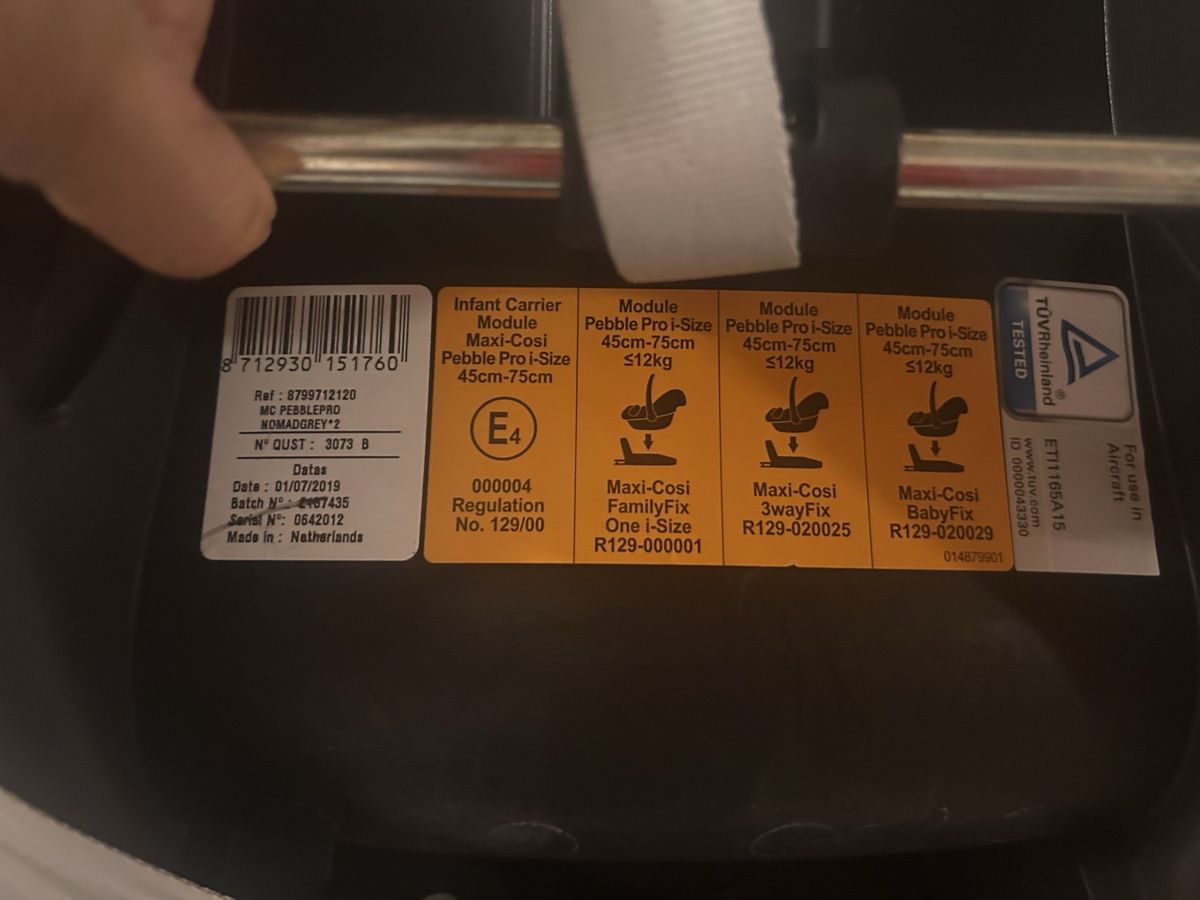 8 712930 151760
Ref : 8799712120
MC PEBBLEPRO
NOMADGREY*2
N° QUST : 3073 B
Datas
Date : 01/07/2019
Batch N° : 2187435
Serial N°: 0642012
Made in : Netherlands
Infant Carrier
Module
Maxi-Cosi
Pebble Pro i-Size
45cm-75cm
E4
000004
Regulation
No. 129/00
Module
Pebble Pro i-Size
45cm-75cm
≤12kg
Maxi-Cosi
FamilyFix
One i-Size
R129-000001
Module
Pebble Pro i-Size
45cm-75cm
≤12kg
Maxi-Cosi
3wayFix
R129-020025
Module
Pebble Pro i-Size
45cm-75cm
≤12kg
Maxi-Cosi
BabyFix
R129-020029
014879901
TÜVRheinland®
TESTED
For use in
Aircraft
ETI1165A15
www.tuv.com
ID 0000043330